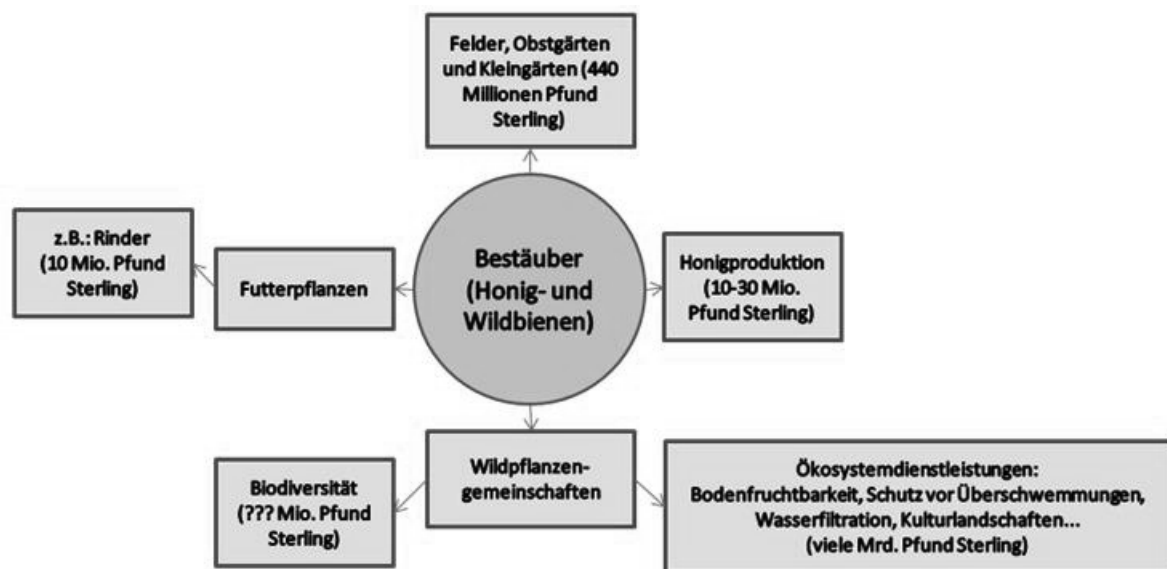 Felder, Obstgärten
und Kleingärten (440
Millionen Pfund
Sterling)
z.B.: Rinder
(10 Mio. Pfund
Sterling)
Futterpflanzen
Bestäuber
(Honig- und
Wildbienen)
Honigproduktion
(10-30 Mio.
Pfund Sterling)
Biodiversität
(??? Mio. Pfund
Sterling)
Wildpflanzen-
gemeinschaften
Ökosystemdienstleistungen:
Bodenfruchtbarkeit, Schutz vor Überschwemmungen,
Wasserfiltration, Kulturlandschaften...
(viele Mrd. Pfund Sterling)